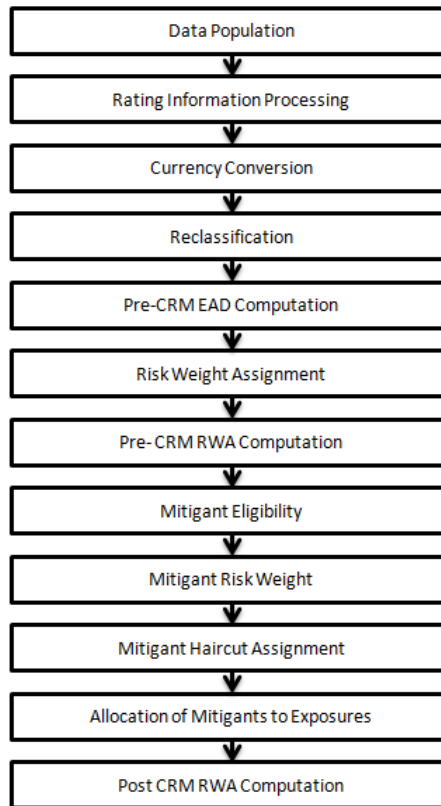 Data Population
Rating Information Processing
Currency Conversion
Reclassification
Pre-CRM EAD Computation
Risk Weight Assignment
Pre- CRM RWA Computation
Mitigant Eligibility
Mitigant Risk Weight
Mitigant Haircut Assignment
Allocation of Mitigants to Exposures
Post CRM RWA Computation